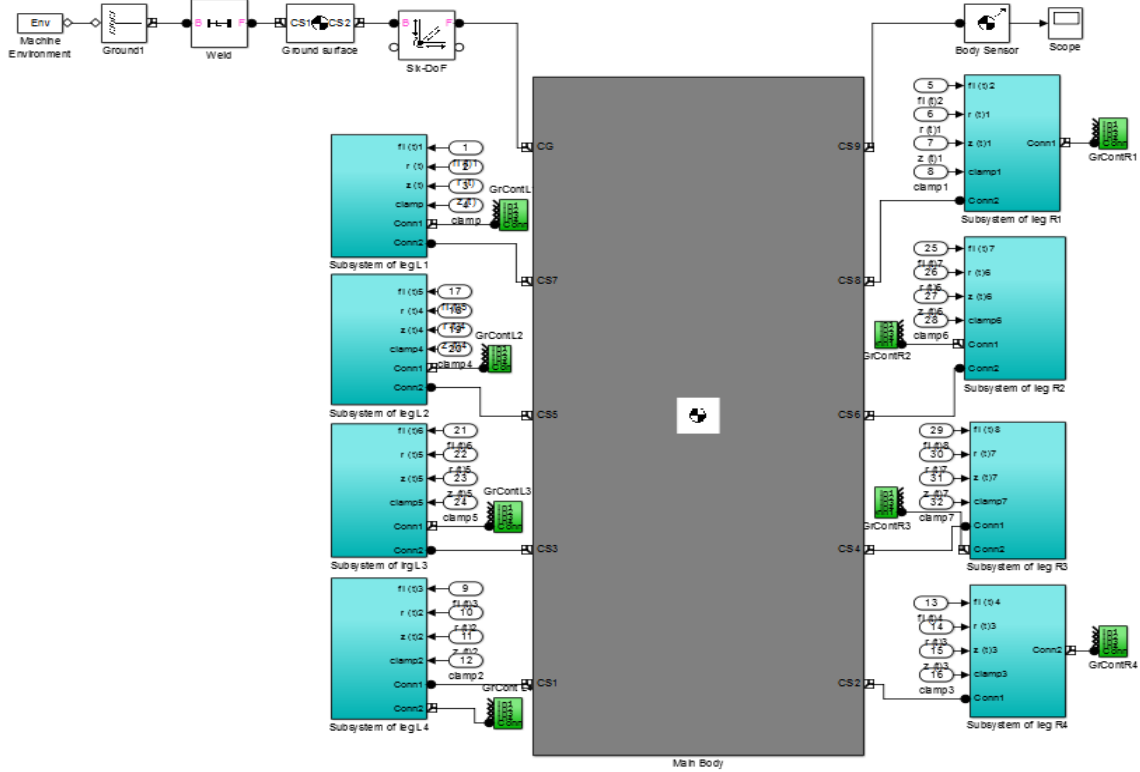 Env
Machine
Environment
Ground1
B F
Weld
CS1 CS2
Ground surface
B F
Six-DoF
Body Sensor
Scope
CG
CS7
CS5
CS3
CS1
CS9
CS8
CS6
CS4
CS2
Main Body
fi (t)1
r (t)
z (t)
clamp
Conn1
Conn2
1
2
3
4
clamp
Subsystem of leg L1
fi (t)5
r (t)4
z (t)4
clamp4
Conn1
Conn2
17
18
19
20
clamp4
GrContL2
Subsystem of leg L2
fi (t)6
r (t)5
z (t)5
clamp5
Conn1
Conn2
21
fi (t)6
22
r (t)5
23
z (t)5
24
clamp5
GrContL3
Subsystem of lrg L3
fi (t)3
r (t)2
z (t)2
clamp2
Conn1
Conn2
9
fi (t)3
10
r (t)2
11
z (t)2
12
clamp2
Subsystem of leg L4
5
fi (t)2
6
r (t)1
7
z (t)1
8
clamp1
fi (t)2
r (t)1
z (t)1
clamp1
Conn1
Conn2
GrContR1
Subsystem of leg R1
25
fi (t)7
26
r (t)6
27
z (t)6
28
clamp6
fi (t)7
r (t)6
z (t)6
clamp6
Conn1
Conn2
GrContR2
Subsystem of leg R2
29
fi (t)8
30
r (t)7
31
z (t)7
32
clamp7
fi (t)8
r (t)7
z (t)7
clamp7
Conn1
Conn2
GrContR3
Subsystem of leg R3
13
fi (t)4
14
r (t)3
15
z (t)3
16
clamp3
fi (t)4
r (t)3
z (t)3
clamp3
Conn2
Conn1
GrContR4
Subsystem of leg R4